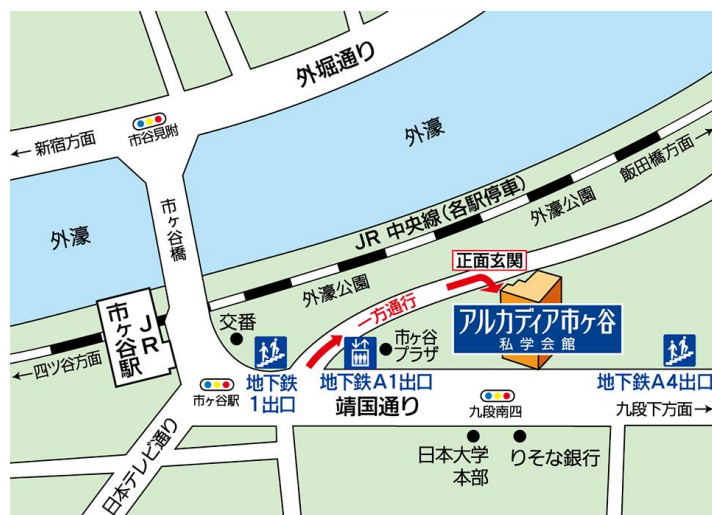 外堀通り
← 新宿方面
市谷見附
外濠
飯田橋方面 →
外濠
市ヶ谷橋
JR 中央線(各駅停車)
外濠公園
正面玄関
外濠公園
一方通行
アルカディア市ヶ谷
私学会館
JR
市ヶ谷駅
交番
市ヶ谷
プラザ
← 四ツ谷方面
地下鉄
1出口
地下鉄A1出口
地下鉄A4出口
市ヶ谷駅
靖国通り
九段南四
九段下方面 →
日本テレビ通り
日本大学
本部
りそな銀行